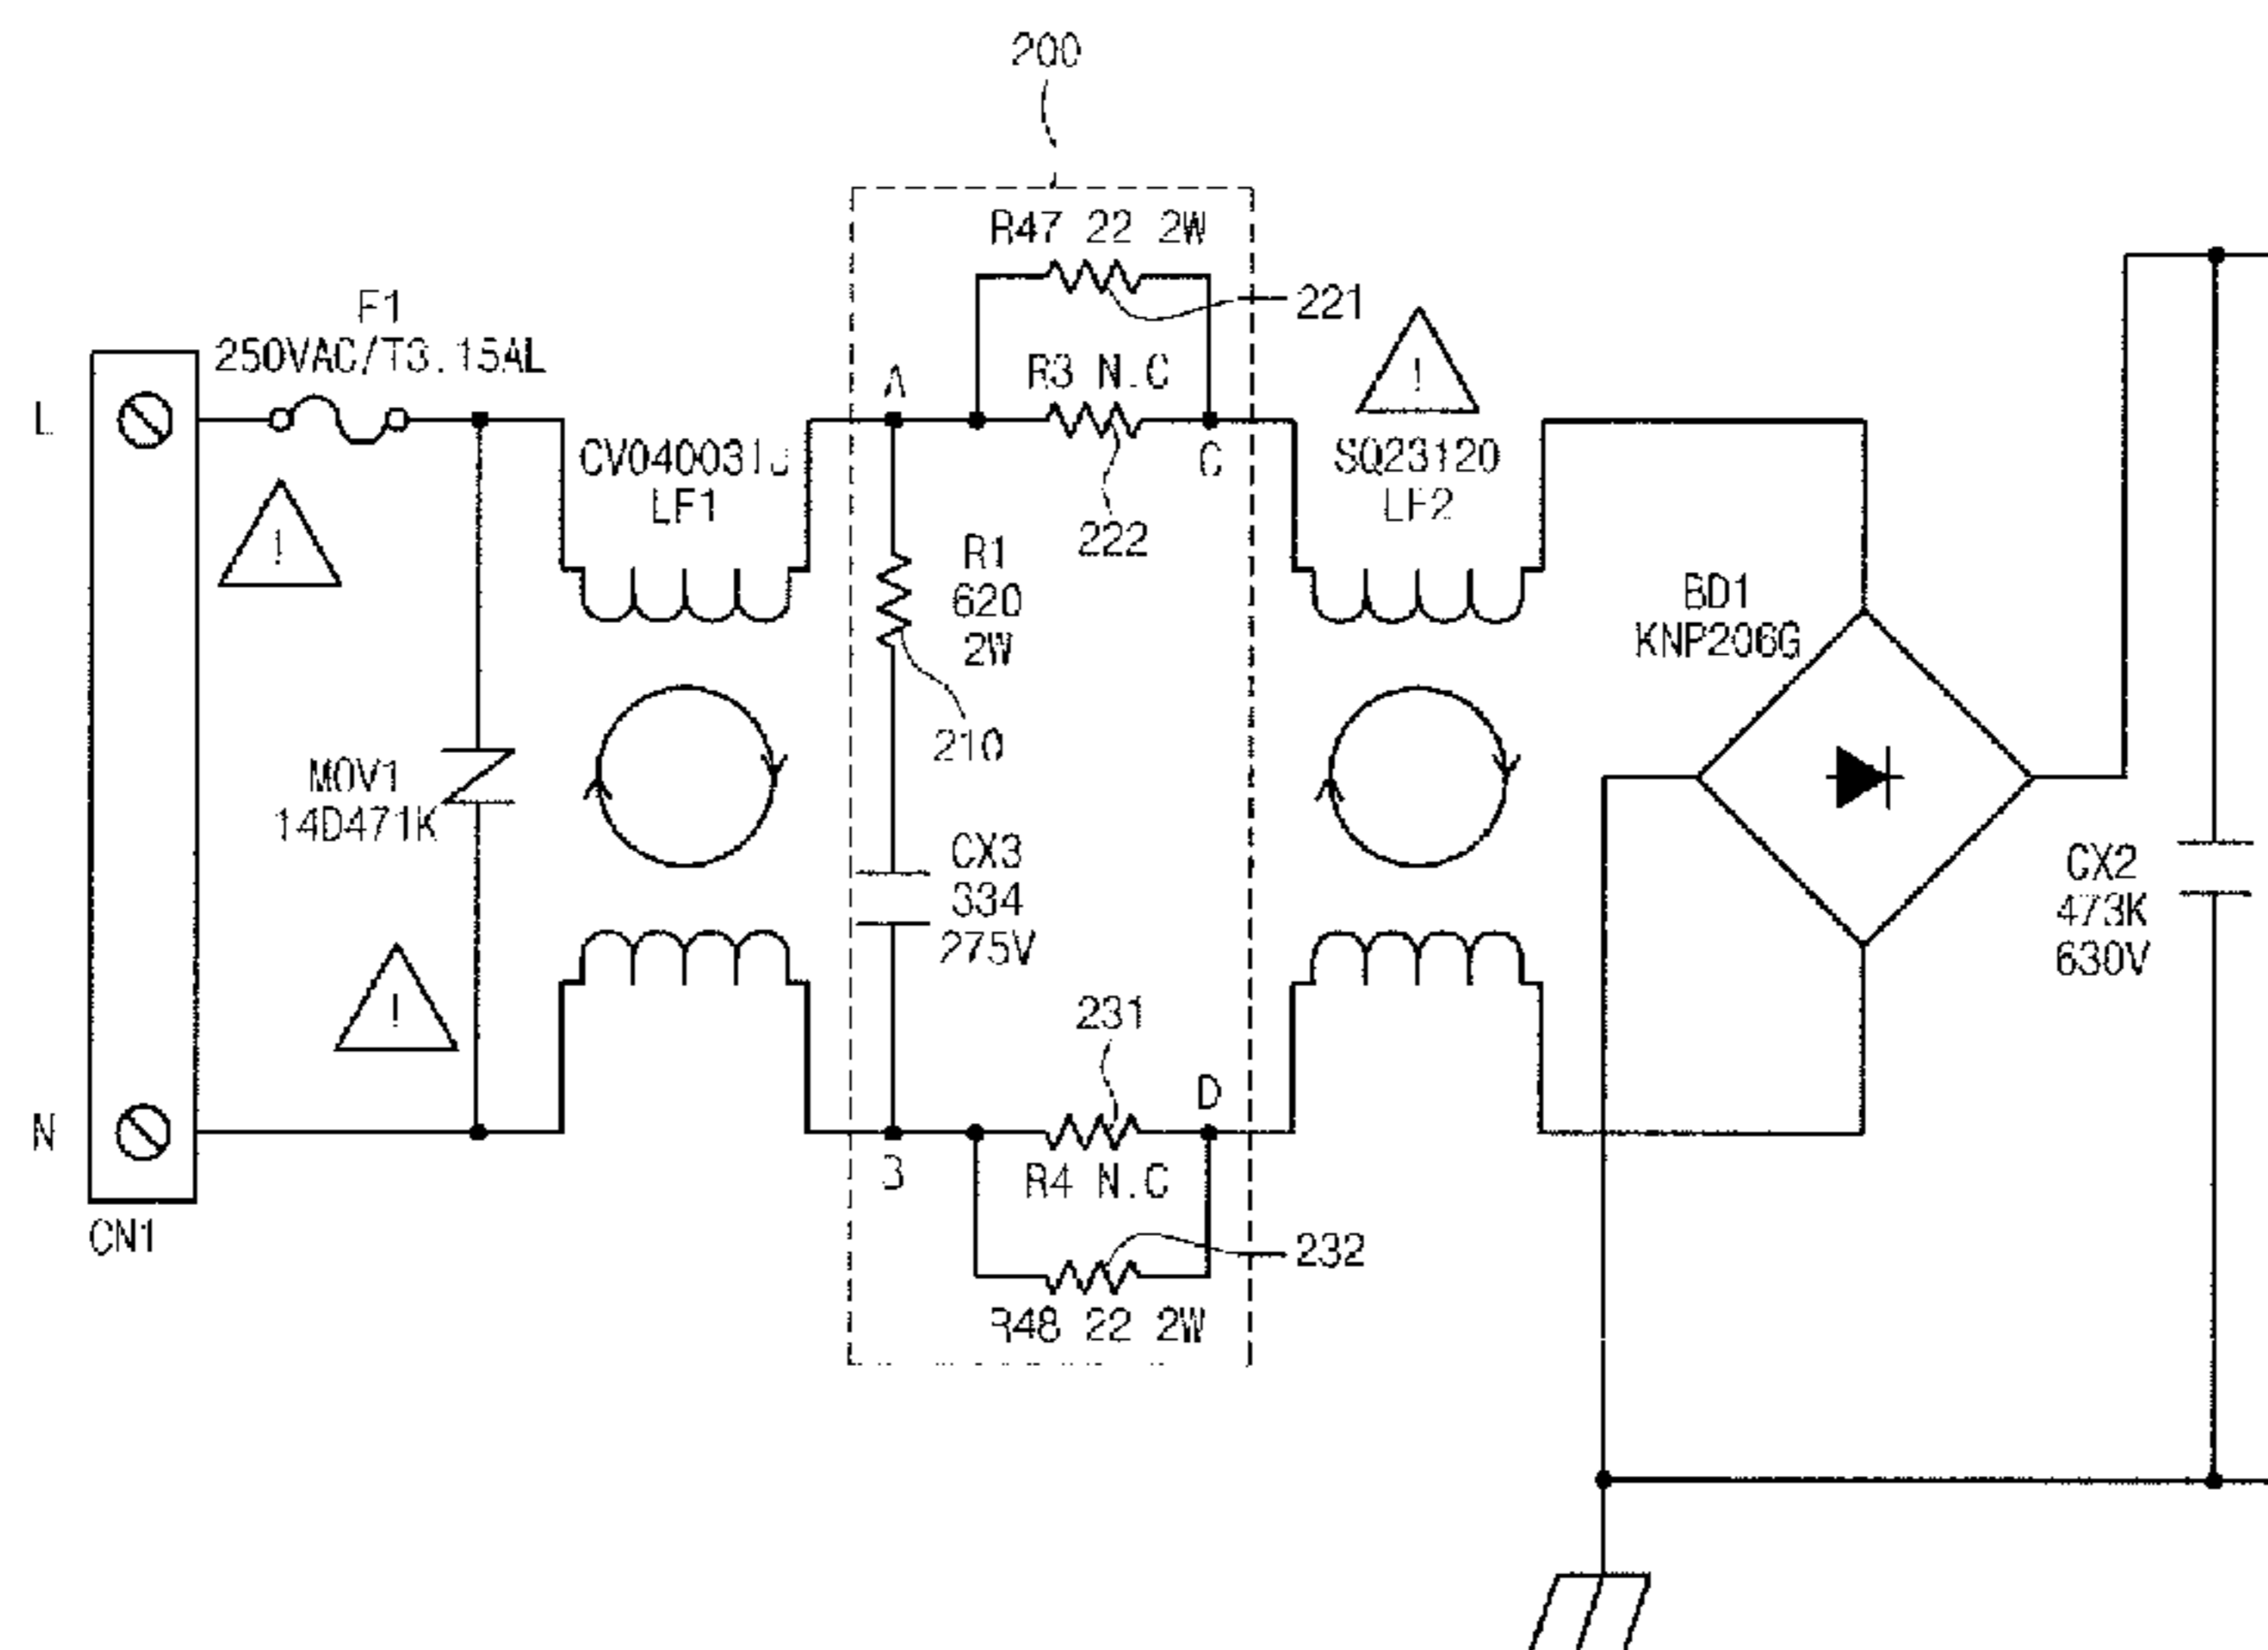 200
R47 22 2W
221
F1
250VAC/T3.15AL
A
R3 N.C
!
L
C
222
LF1
SQ23120
LF2
!
R1
620
2W
210
BD1
KNP206G
MOV1
14D471K
CX3
334
275V
CX2
473K
630V
!
231
D
N
B
R4 N.C
CN1
232
R48 22 2W